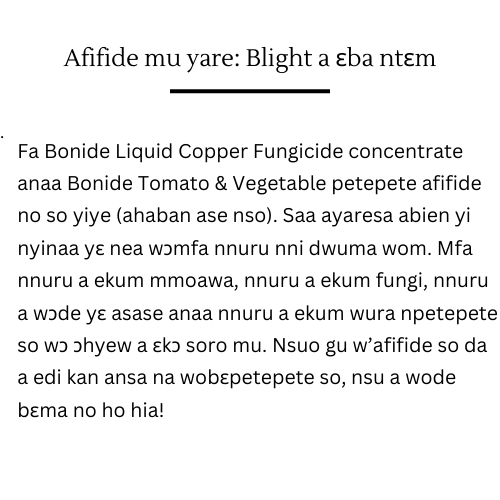 Afifide mu yare: Blight a ɛba ntɛm
Fa Bonide Liquid Copper Fungicide concentrate
anaa Bonide Tomato & Vegetable petepete afifide
no so yiye (ahaban ase nso). Saa ayaresa abien yi
nyinaa yɛ nea wɔmfa nnuru nni dwuma wom. Mfa
nnuru a ekum mmoawa, nnuru a ekum fungi, nnuru
a wɔde yɛ asase anaa nnuru a ekum wura npetepete
so wɔ ɔhyew a ɛkɔ soro mu. Nsuo gu w’afifide so da
a edi kan ansa na wobɛpetepete so, nsu a wode
bɛma no ho hia!